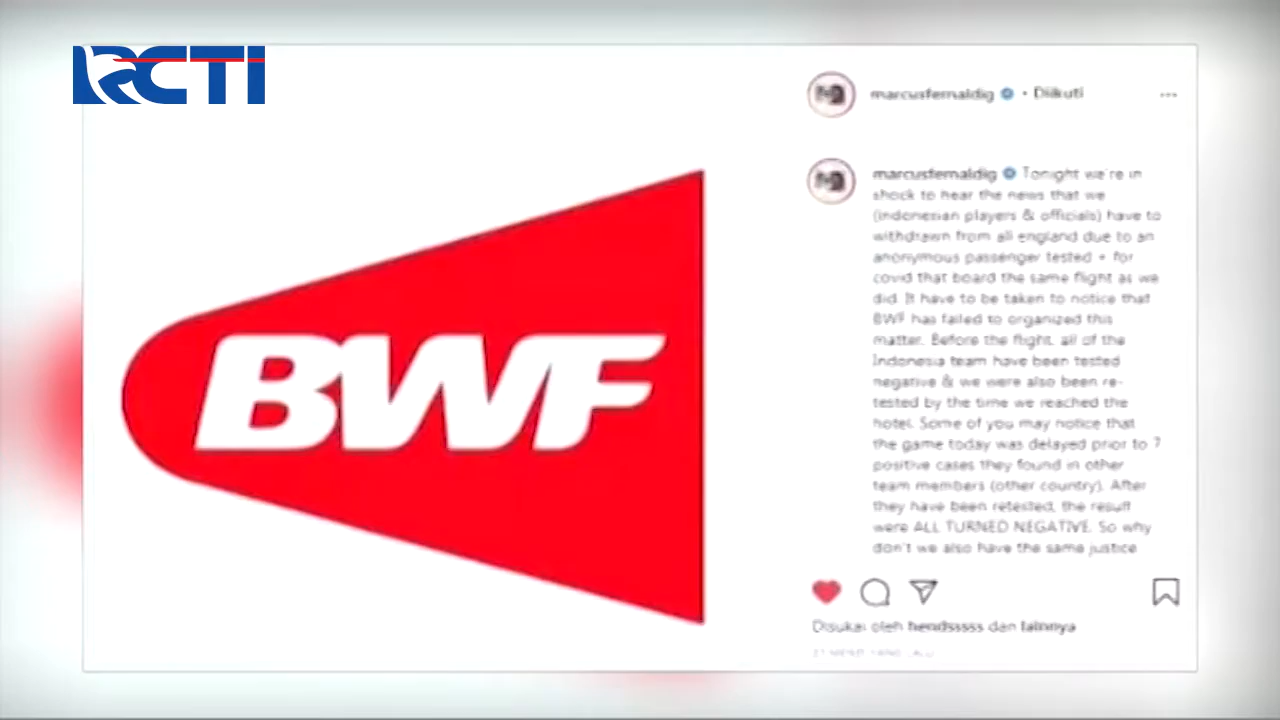 RCTI
marcusfernaldig • Diikuti
BWF
marcusfernaldig Tonight we're in
shock to hear the news that we
(indonesian players & officials) have to
withdrawn from all england due to an
anonymous passenger tested + for
covid that board the same flight as we
did. It have to be taken to notice that
BWF has failed to organized this
matter. Before the flight, all of the
Indonesia team have been tested
negative & we were also been re-
tested by the time we reached the
hotel. Some of you may notice that
the game today was delayed prior to 7
positive cases they found in other
team members (other country). After
they have been retested, the result
were ALL TURNED NEGATIVE. So why
don't we also have the same justice
Disukai oleh hendsssss dan lainnya